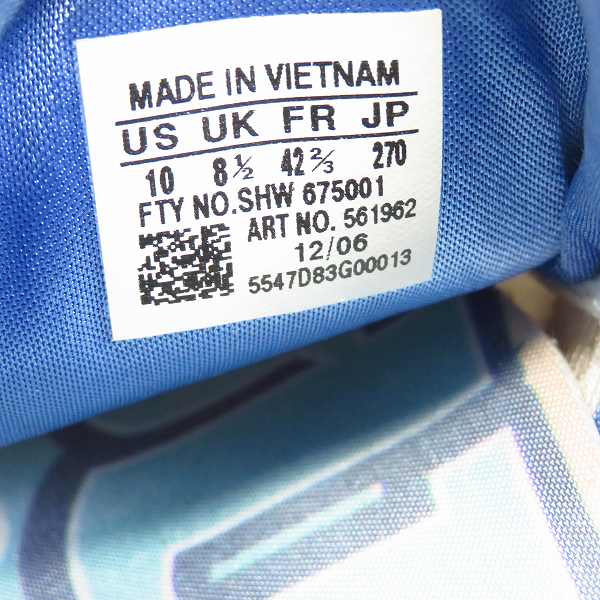 MADE IN VIETNAM
US UK FR JP
10 8½ 42⅔ 270
FTY NO.SHW 675001
ART NO. 561962
12/06
5547D83G00013